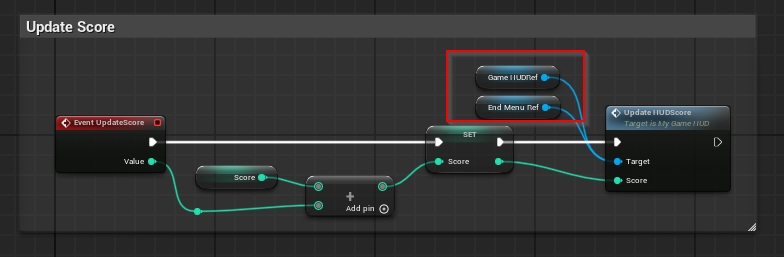 Update Score
Game HUDRef
End Menu Ref
Event UpdateScore
Update HUDScore
Target is My Game HUD
SET
Value
Score
Target
Score
Score
Add pin